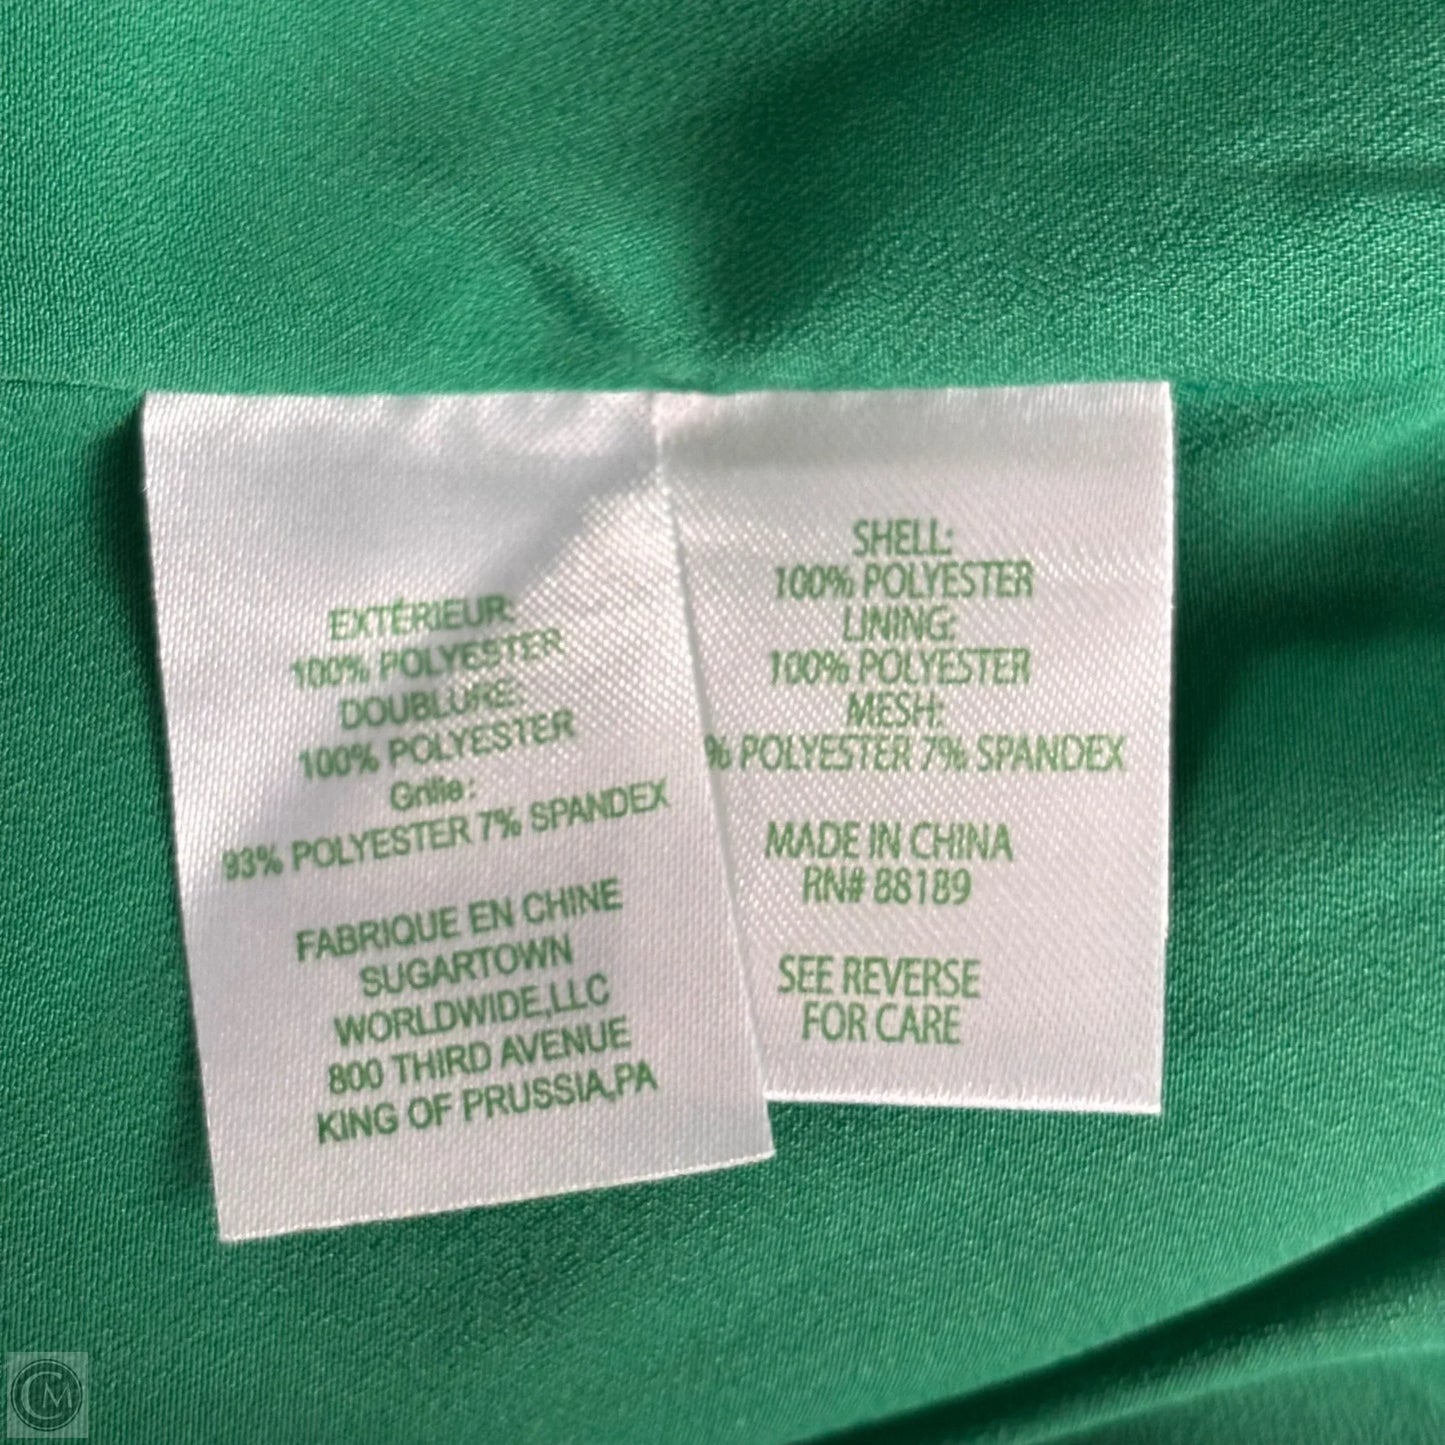 EXTÉRIEUR:
100% POLYESTER
DOUBLURE:
100% POLYESTER
Grille:
93% POLYESTER 7% SPANDEX
FABRIQUE EN CHINE
SUGARTOWN
WORLDWIDE,LLC
800 THIRD AVENUE
KING OF PRUSSIA,PA
SHELL:
100% POLYESTER
LINING:
100% POLYESTER
MESH:
% POLYESTER 7% SPANDEX
MADE IN CHINA
RN# 88189
SEE REVERSE
FOR CARE
CM